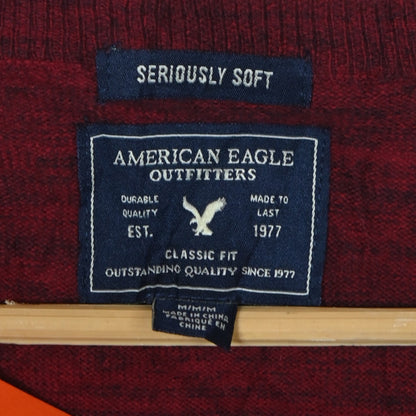 SERIOUSLY SOFT
AMERICAN EAGLE
OUTFITTERS
DURABLE QUALITY
MADE TO LAST
EST. 1977
CLASSIC FIT
OUTSTANDING QUALITY SINCE 1977
M/M/M
MADE IN CHINA
FABRIQUÉ EN
CHINE